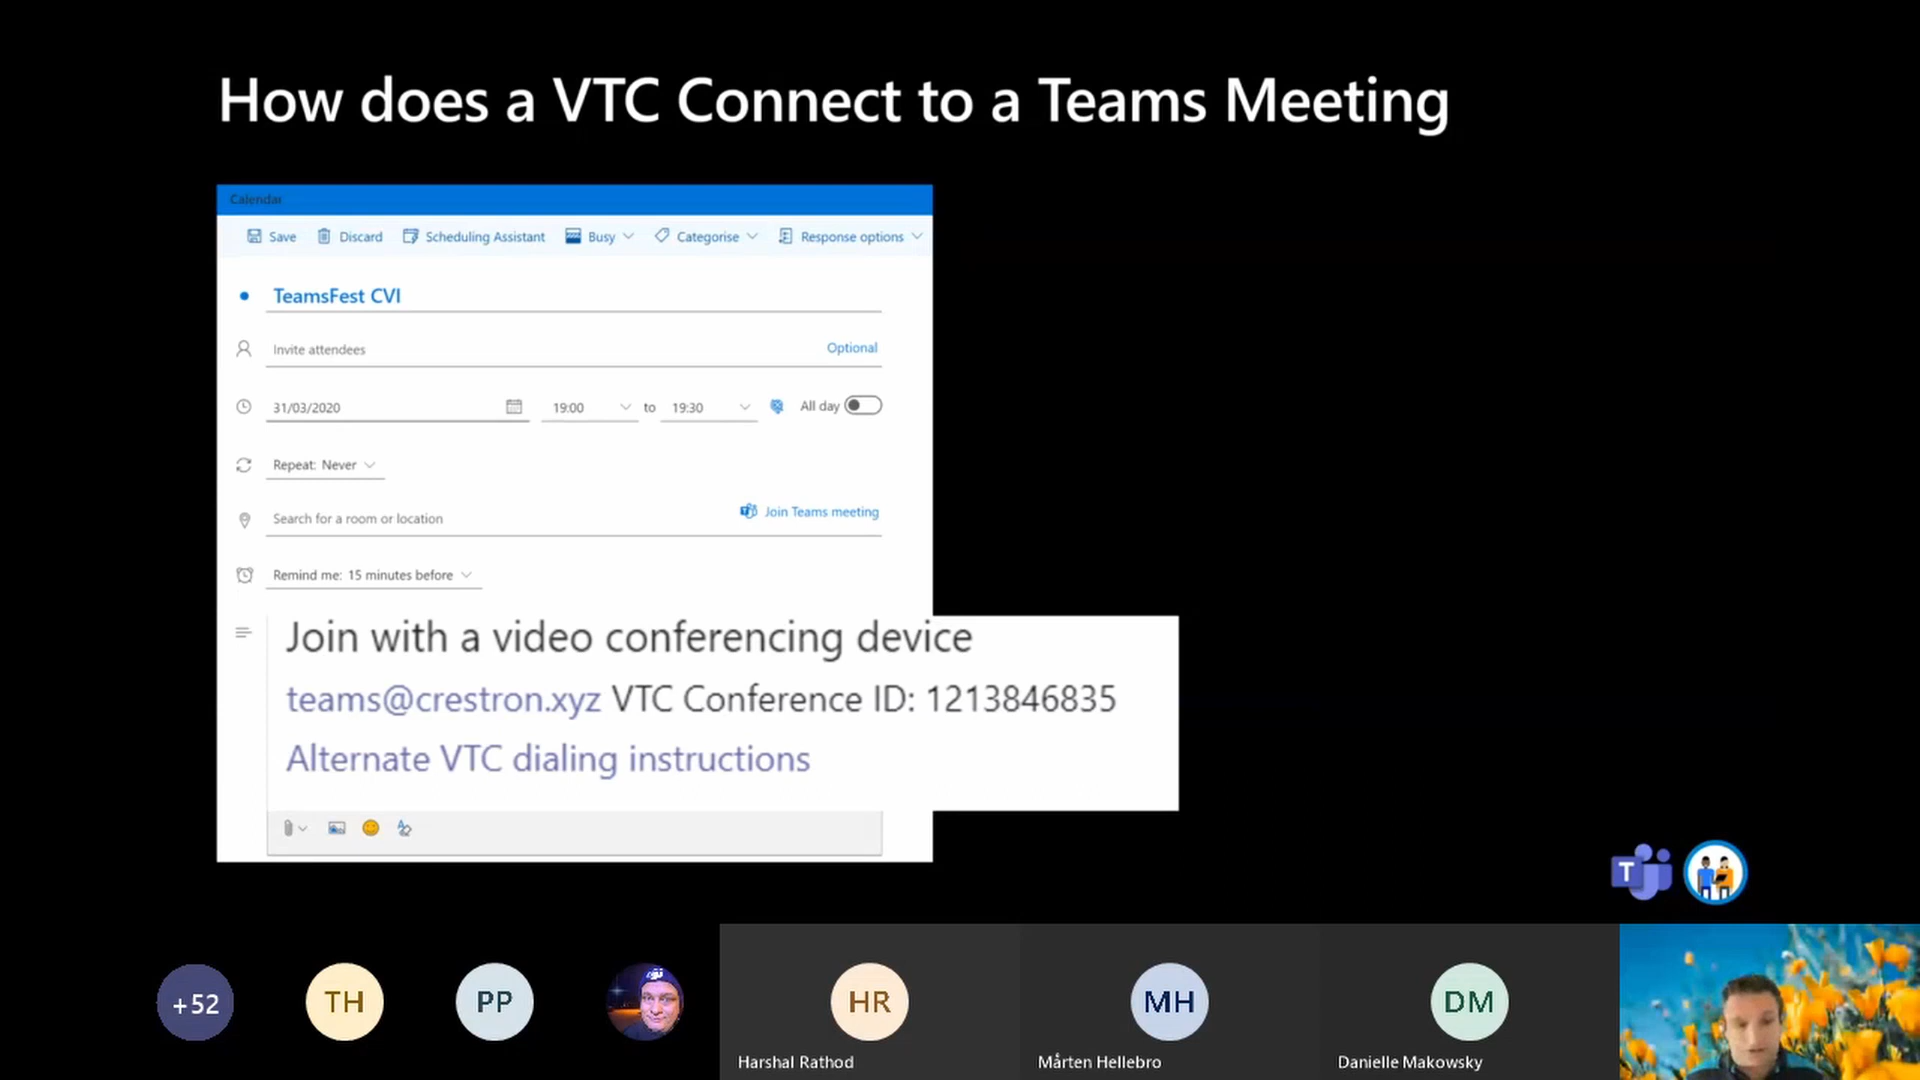 How does a VTC Connect to a Teams Meeting
Calendar
Save Discard Scheduling Assistant Busy Categorise Response options
TeamsFest CVI
Invite attendees Optional
31/03/2020 19:00 to 19:30 All day
Repeat: Never
Search for a room or location Join Teams meeting
Remind me: 15 minutes before
Join with a video conferencing device
teams@crestron.xyz VTC Conference ID: 1213846835
Alternate VTC dialing instructions
T
+52 TH PP HR MH DM
Harshal Rathod Mårten Hellebro Danielle Makowsky